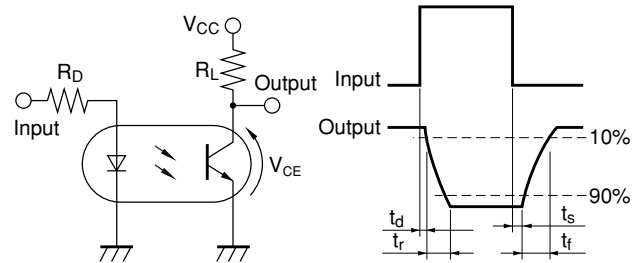 VCC
RD
RL
Output
Input
VCE
Input
Output
10%
90%
td
ts
tr
tf